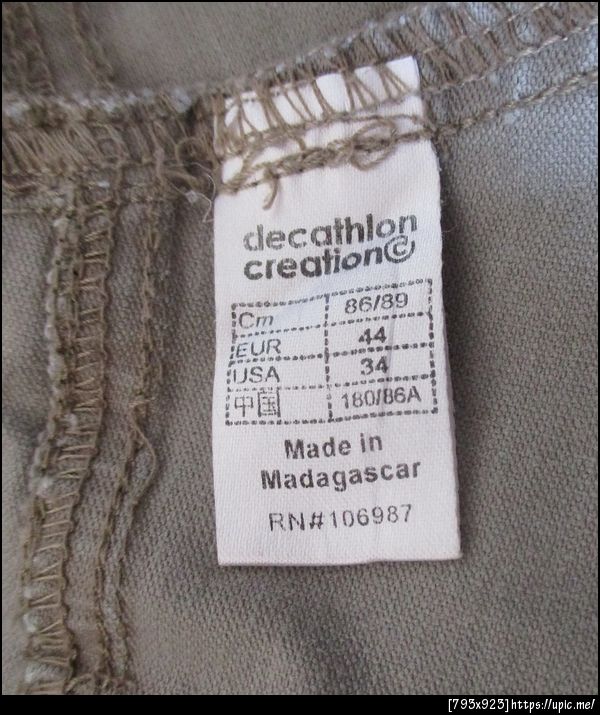 decathlon
creation©
Cm 86/89
EUR 44
USA 34
中国 180/86A
Made in
Madagascar
RN#106987
[793x923]https://upic.me/